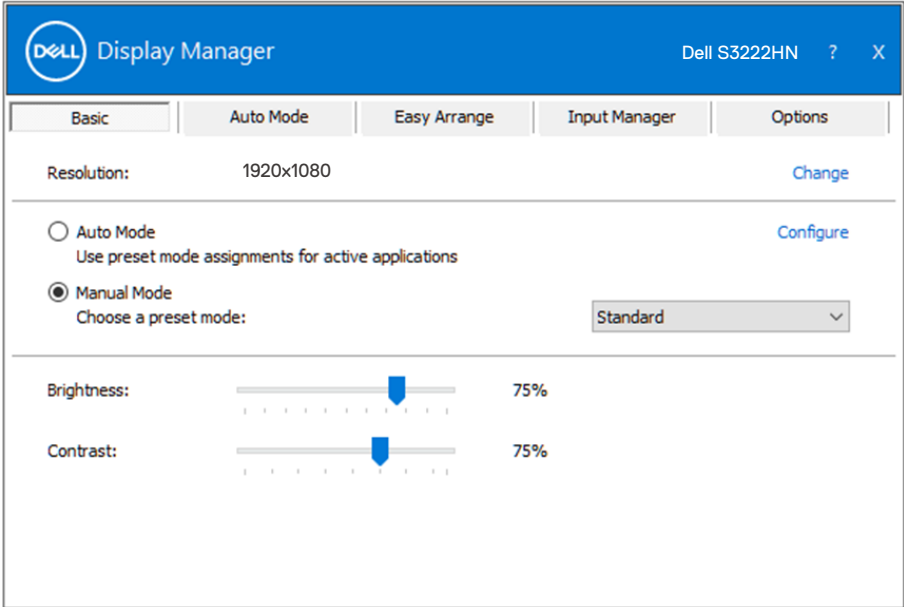 DELL Display Manager Dell S3222HN ? X
Basic Auto Mode Easy Arrange Input Manager Options
Resolution: 1920x1080 Change
Auto Mode Configure
Use preset mode assignments for active applications
Manual Mode
Choose a preset mode: Standard
Brightness: 75%
Contrast: 75%